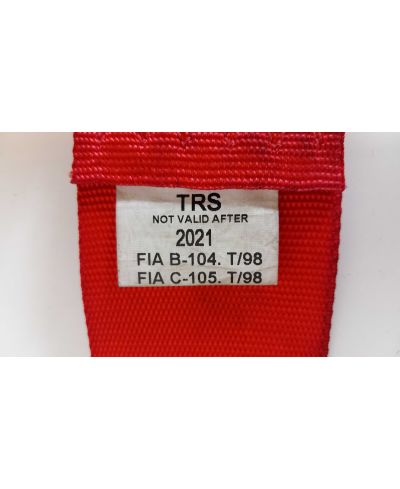 TRS
NOT VALID AFTER
2021
FIA B-104. T/98
FIA C-105. T/98